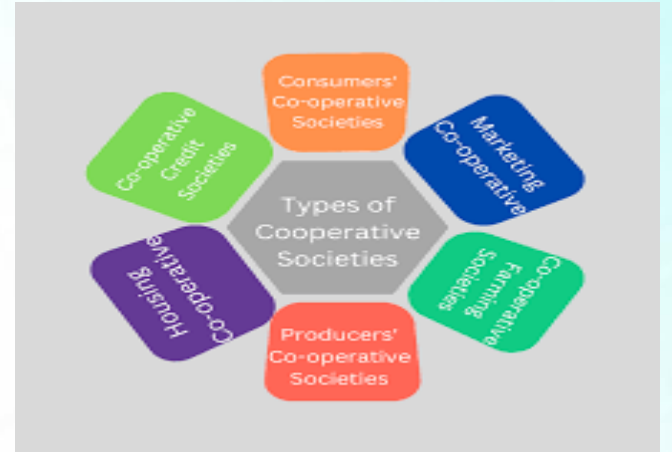 Consumers'
Co-operative
Societies
Marketing
Co-operative
Co-operative
Farming
Societies
Producers'
Co-operative
Societies
Housing
Co-operative
Co-operative
Credit
Societies
Types of
Cooperative
Societies